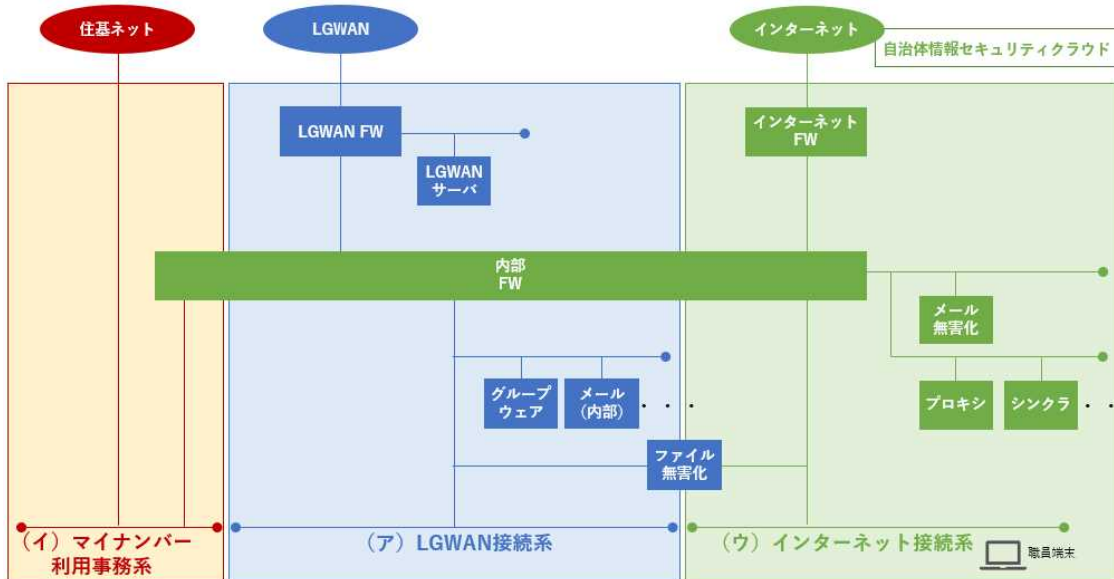 住基ネット
LGWAN
インターネット
自治体情報セキュリティクラウド
LGWAN FW
インターネット
FW
LGWAN
サーバ
内部
FW
メール
無害化
グループ
ウェア
メール
（内部）
・・・
プロキシ
シンクラ
・・
ファイル
無害化
（イ）マイナンバー
利用事務系
（ア）LGWAN接続系
（ウ）インターネット接続系
職員端末